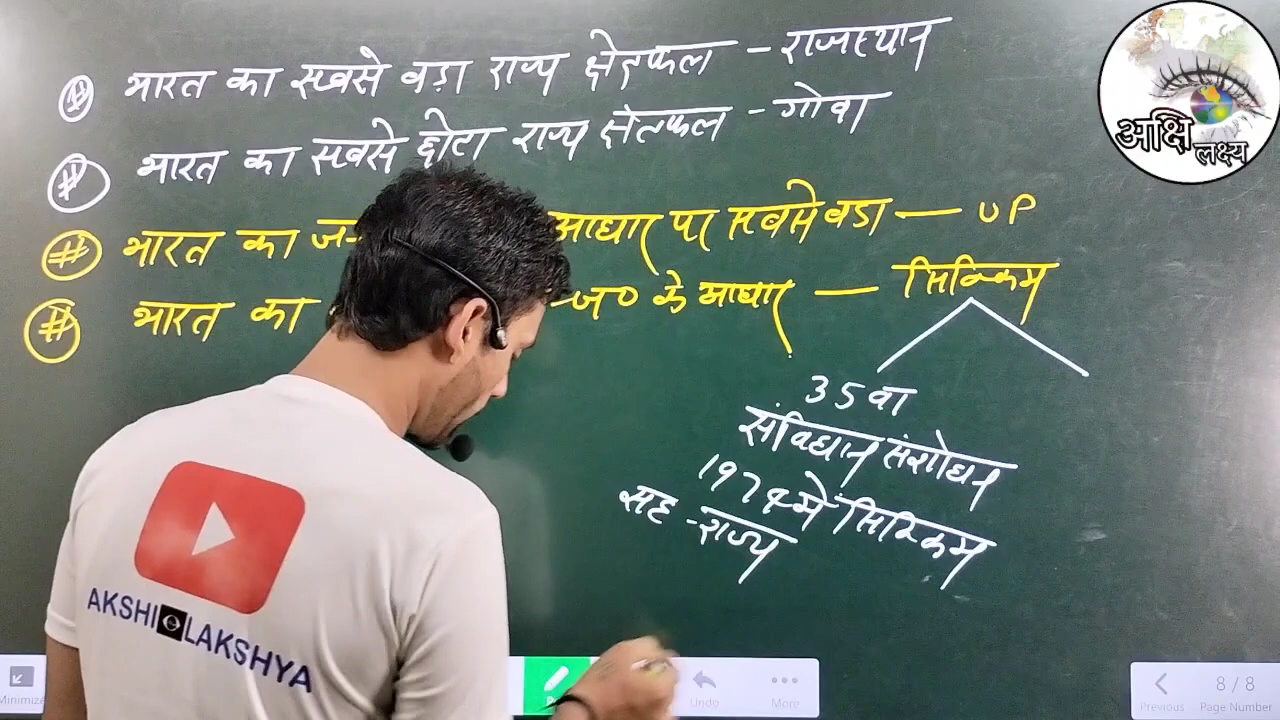 # भारत का सबसे बड़ा राज्य क्षेत्रफल - राजस्थान
# भारत का सबसे छोटा राज्य क्षेत्रफल - गोवा
# भारत का ज- आधार पर सबसे बडा — UP
# भारत का -ज० के आधार — सिक्किम
35 वा
संविधान संशोधन
1974 में सिक्किम
सह-राज्य
अक्षि
लक्ष्य
AKSHI LAKSHYA
Minimize
Undo
More
Previous
8 / 8
Page Number